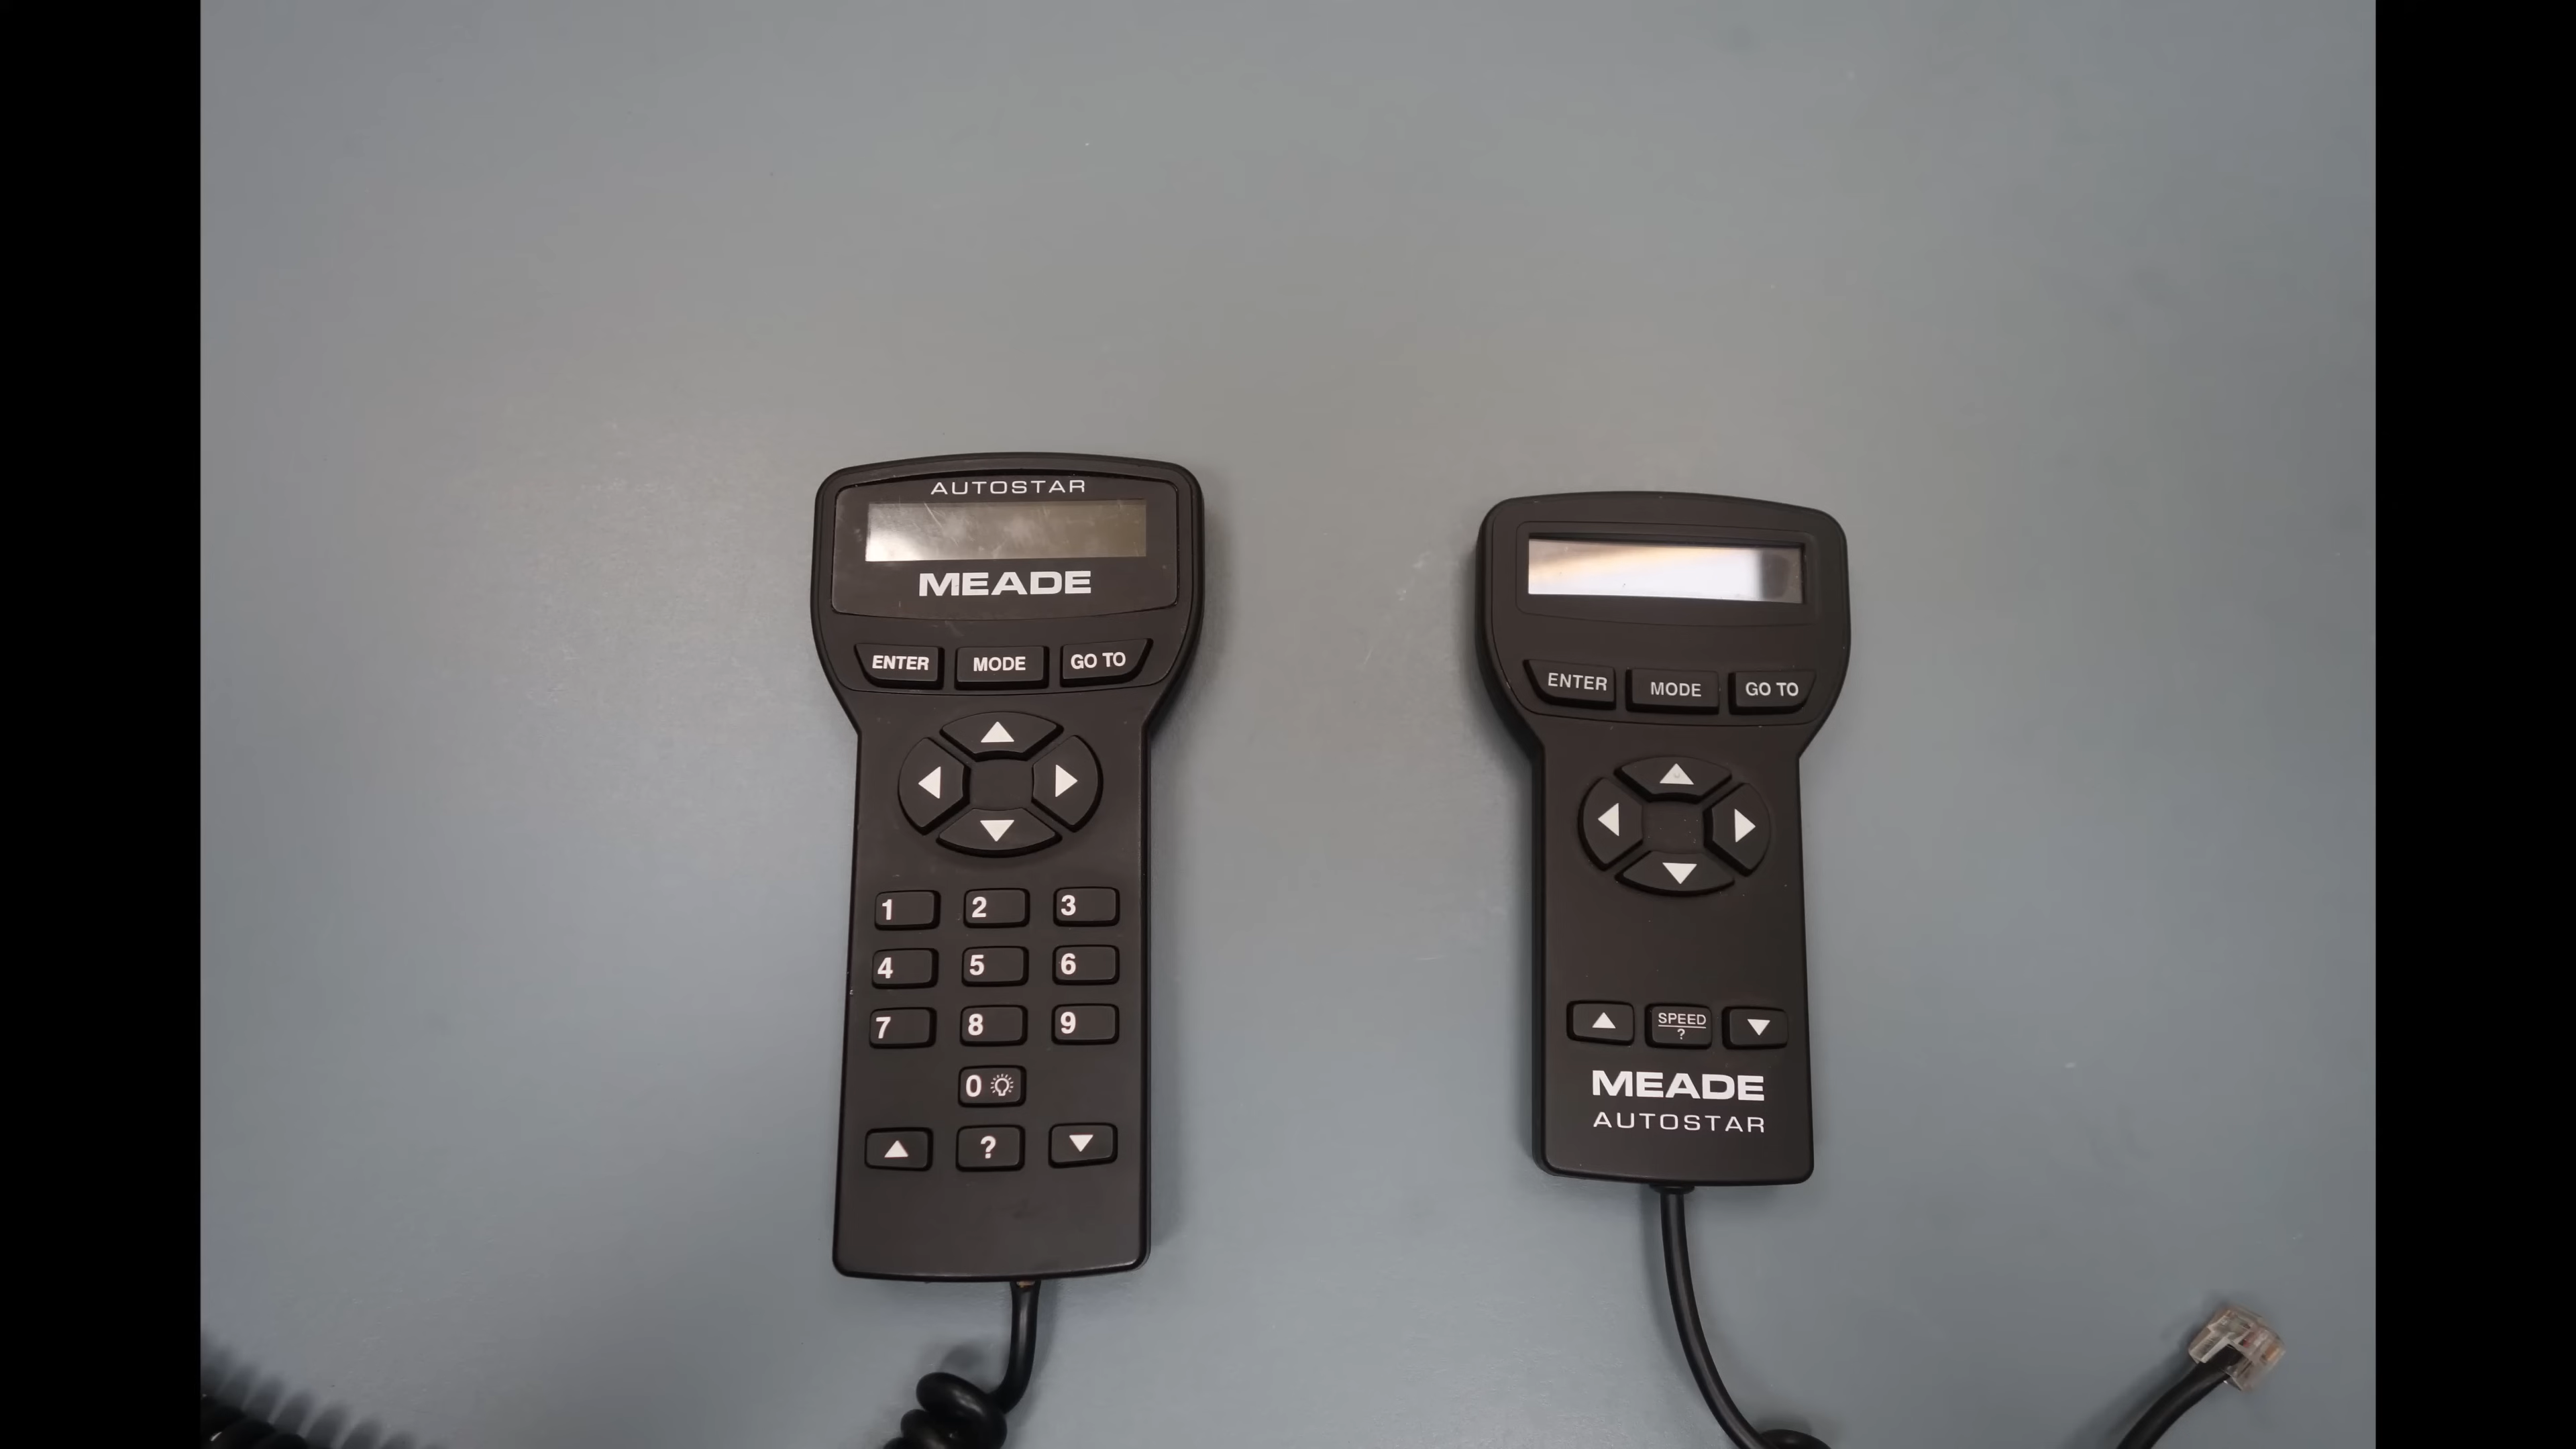 AUTOSTAR
MEADE
ENTER MODE GO TO
1 2 3
4 5 6
7 8 9
0
?
ENTER MODE GO TO
SPEED
?
MEADE
AUTOSTAR